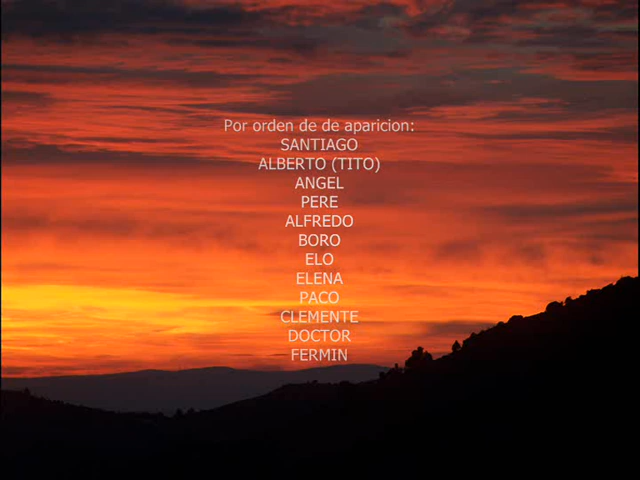 Por orden de de aparicion:
SANTIAGO
ALBERTO (TITO)
ANGEL
PERE
ALFREDO
BORO
ELO
ELENA
PACO
CLEMENTE
DOCTOR
FERMIN